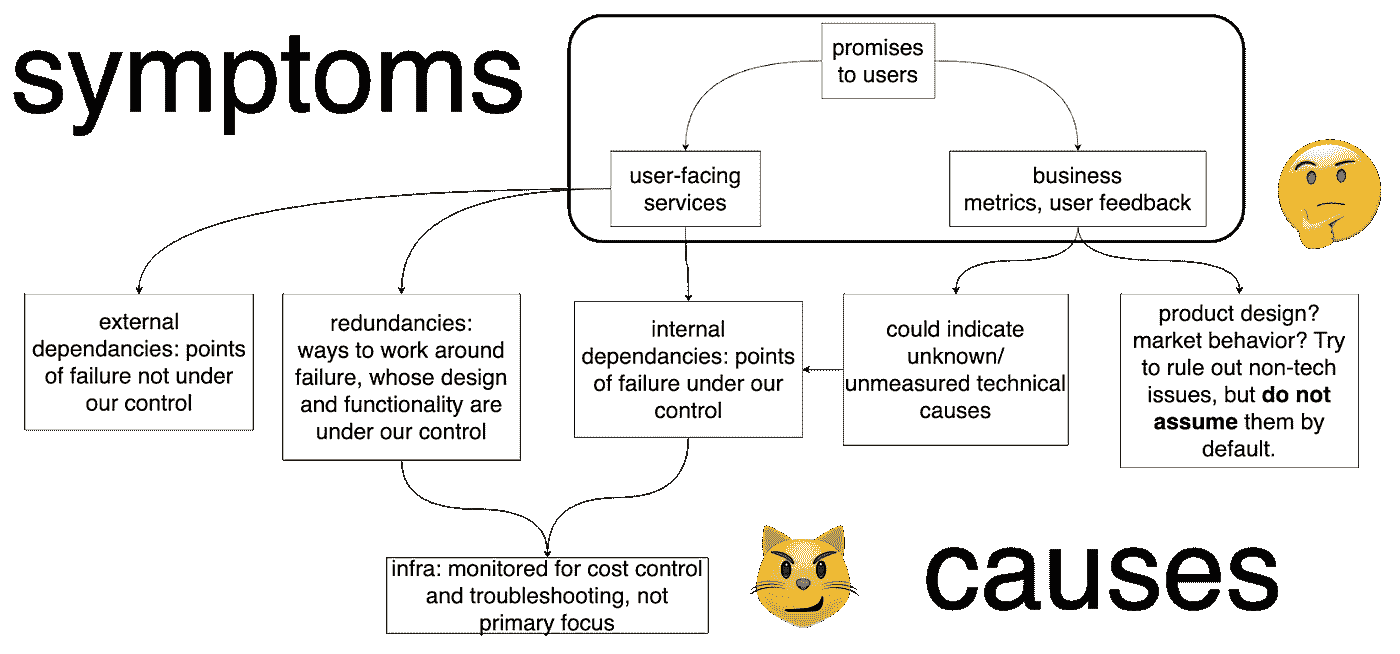 symptoms
promises
to users
user-facing
services
business
metrics, user feedback
external
dependancies: points
of failure not under
our control
redundancies:
ways to work around
failure, whose design
and functionality are
under our control
internal
dependancies: points
of failure under our
control
could indicate
unknown/
unmeasured technical
causes
product design?
market behavior? Try
to rule out non-tech
issues, but do not
assume them by
default.
infra: monitored for cost control
and troubleshooting, not
primary focus
causes